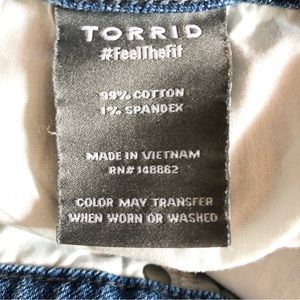 TORRID
#FeelTheFit
99% COTTON
1% SPANDEX
MADE IN VIETNAM
RN# 148862
COLOR MAY TRANSFER
WHEN WORN OR WASHED